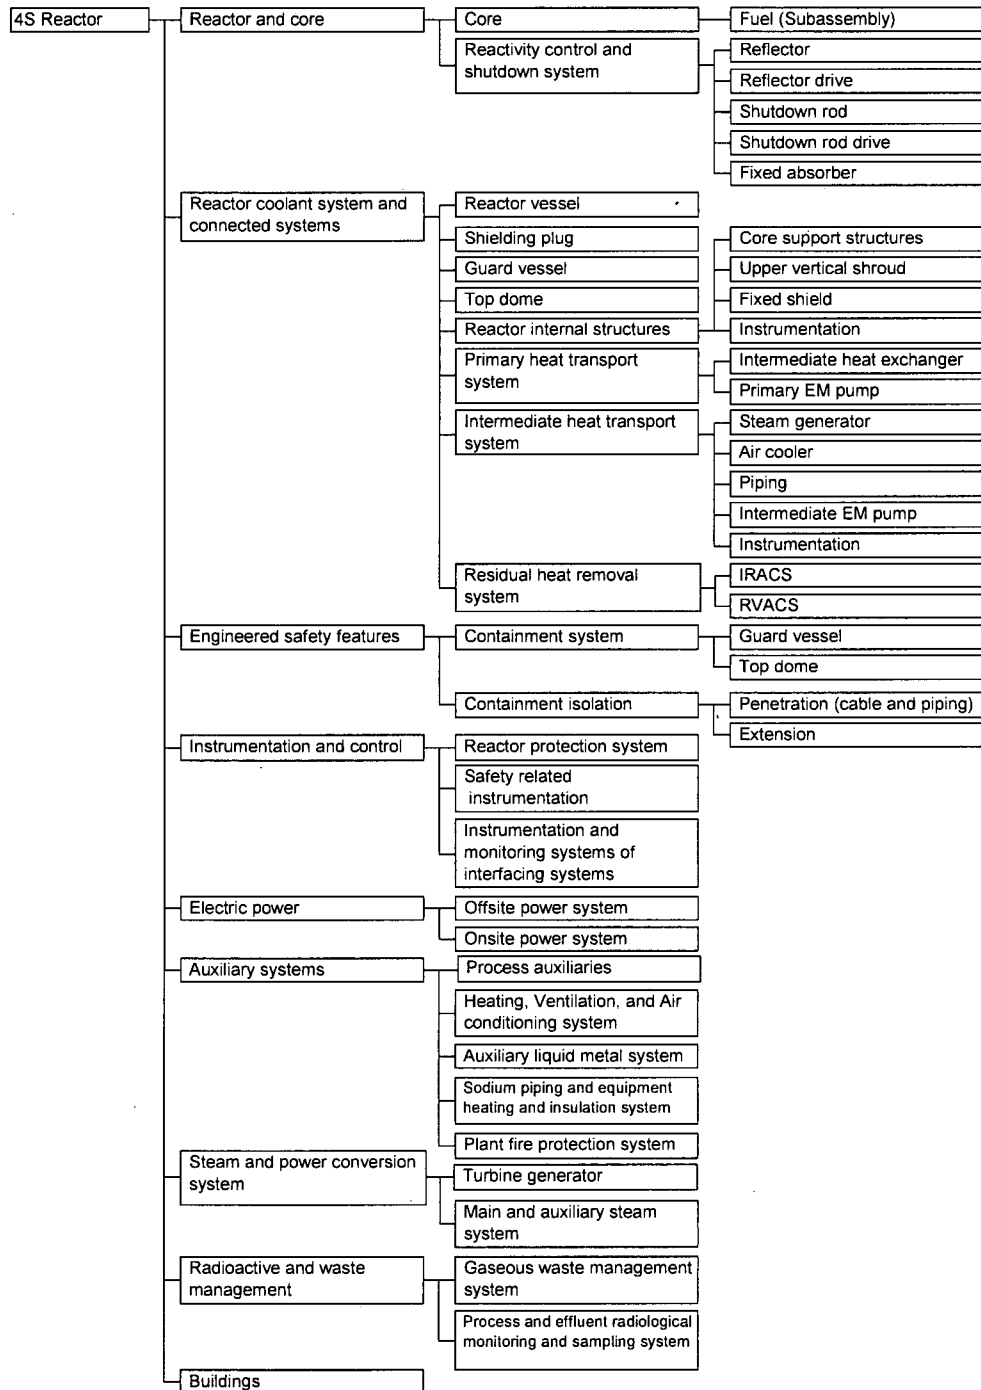 4S Reactor
Reactor and core
Core
Fuel (Subassembly)
Reactivity control and
shutdown system
Reflector
Reflector drive
Shutdown rod
Shutdown rod drive
Fixed absorber
Reactor coolant system and
connected systems
Reactor vessel
Shielding plug
Guard vessel
Top dome
Reactor internal structures
Core support structures
Upper vertical shroud
Fixed shield
Instrumentation
Primary heat transport
system
Intermediate heat exchanger
Primary EM pump
Intermediate heat transport
system
Steam generator
Air cooler
Piping
Intermediate EM pump
Instrumentation
Residual heat removal
system
IRACS
RVACS
Engineered safety features
Containment system
Guard vessel
Top dome
Containment isolation
Penetration (cable and piping)
Extension
Instrumentation and control
Reactor protection system
Safety related
instrumentation
Instrumentation and
monitoring systems of
interfacing systems
Electric power
Offsite power system
Onsite power system
Auxiliary systems
Process auxiliaries
Heating, Ventilation, and Air
conditioning system
Auxiliary liquid metal system
Sodium piping and equipment
heating and insulation system
Plant fire protection system
Steam and power conversion
system
Turbine generator
Main and auxiliary steam
system
Radioactive and waste
management
Gaseous waste management
system
Process and effluent radiological
monitoring and sampling system
Buildings